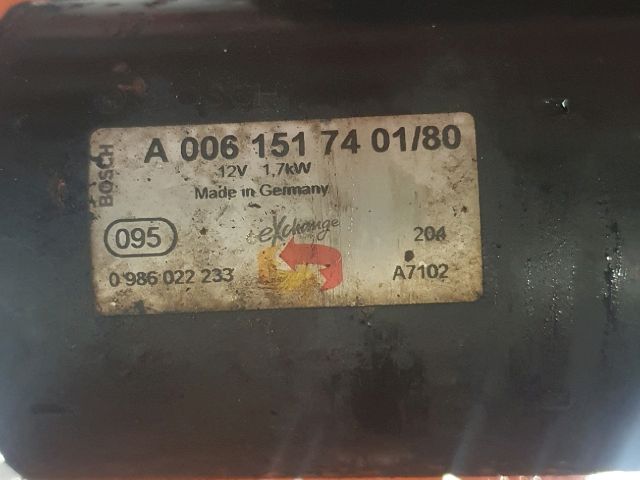 BOSCH
A 006 151 74 01/80
12V 1.7kW
Made in Germany
BOSCH
095
eXchange
204
0 986 022 233
A7102